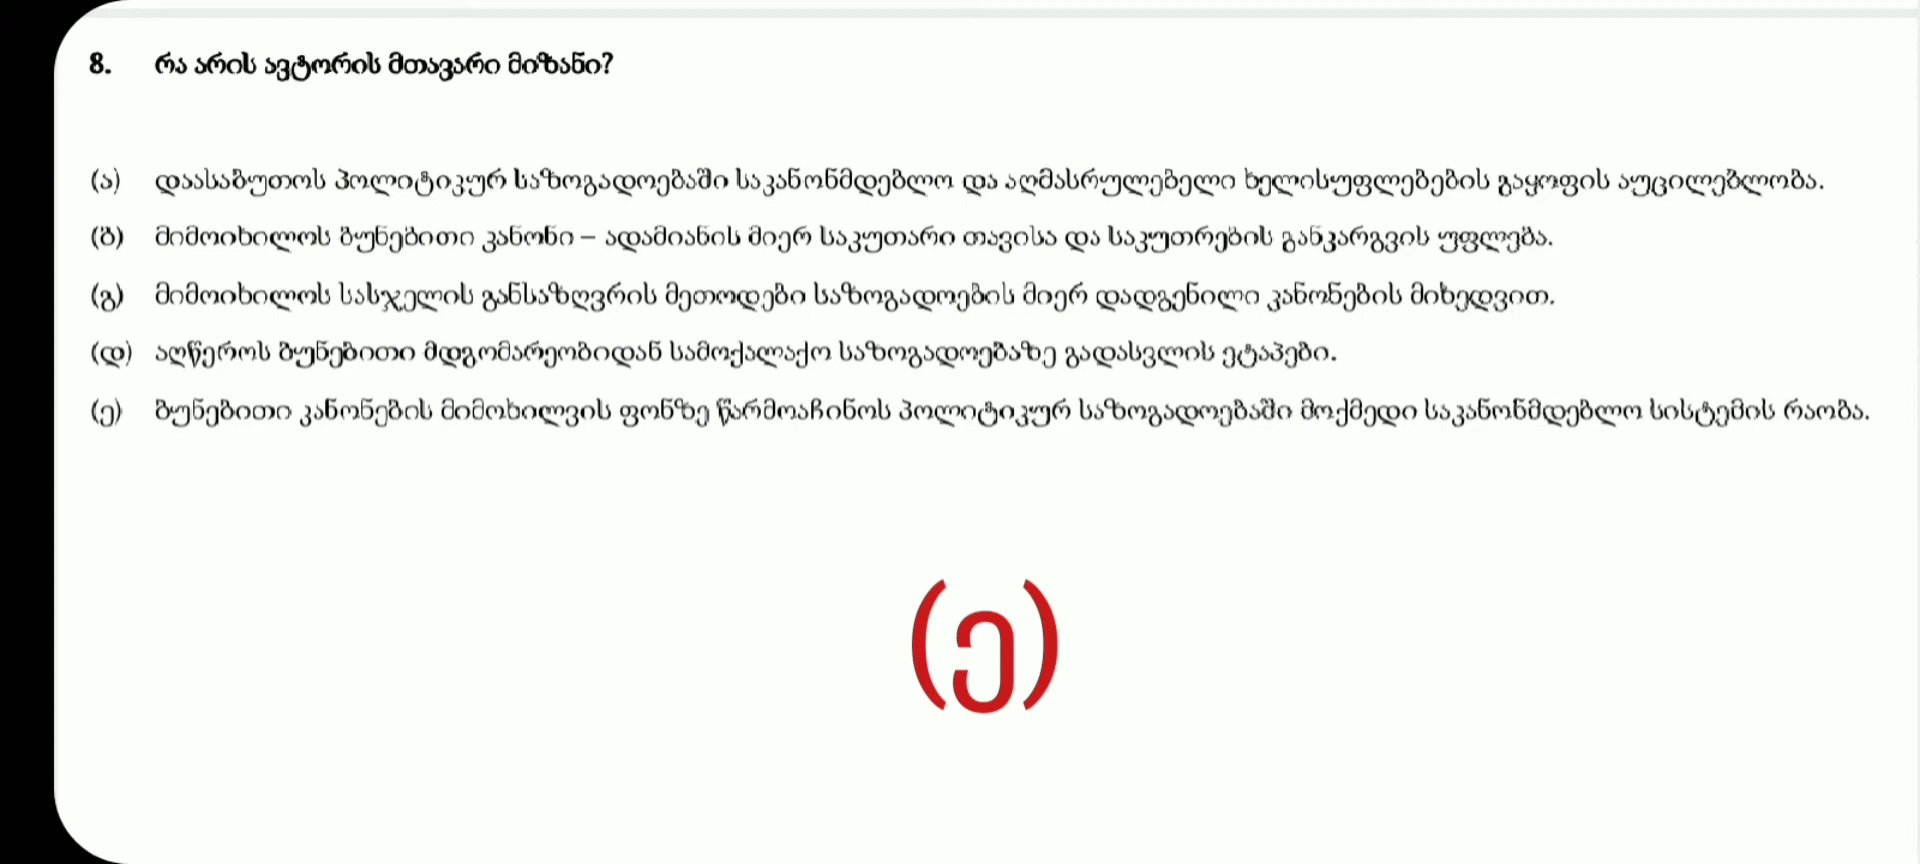 8. რა არის ავტორის მთავარი მიზანი?
(ა) დაასაბუთოს პოლიტიკურ საზოგადოებაში საკანონმდებლო და აღმასრულებელი ხელისუფლებების გაყოფის აუცილებლობა.
(ბ) მიმოიხილოს ბუნებითი კანონი – ადამიანის მიერ საკუთარი თავისა და საკუთრების განკარგვის უფლება.
(გ) მიმოიხილოს სასჯელის განსაზღვრის მეთოდები საზოგადოების მიერ დადგენილი კანონების მიხედვით.
(დ) აღწეროს ბუნებითი მდგომარეობიდან სამოქალაქო საზოგადოებაზე გადასვლის ეტაპები.
(ე) ბუნებითი კანონების მიმოხილვის ფონზე წარმოაჩინოს პოლიტიკურ საზოგადოებაში მოქმედი საკანონმდებლო სისტემის რაობა.
(ე)